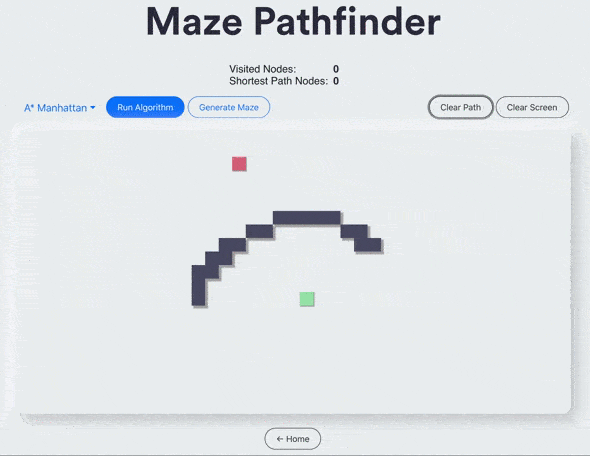 Maze Pathfinder
Visited Nodes: 0
Shortest Path Nodes: 0
A* Manhattan Run Algorithm Generate Maze Clear Path Clear Screen
← Home